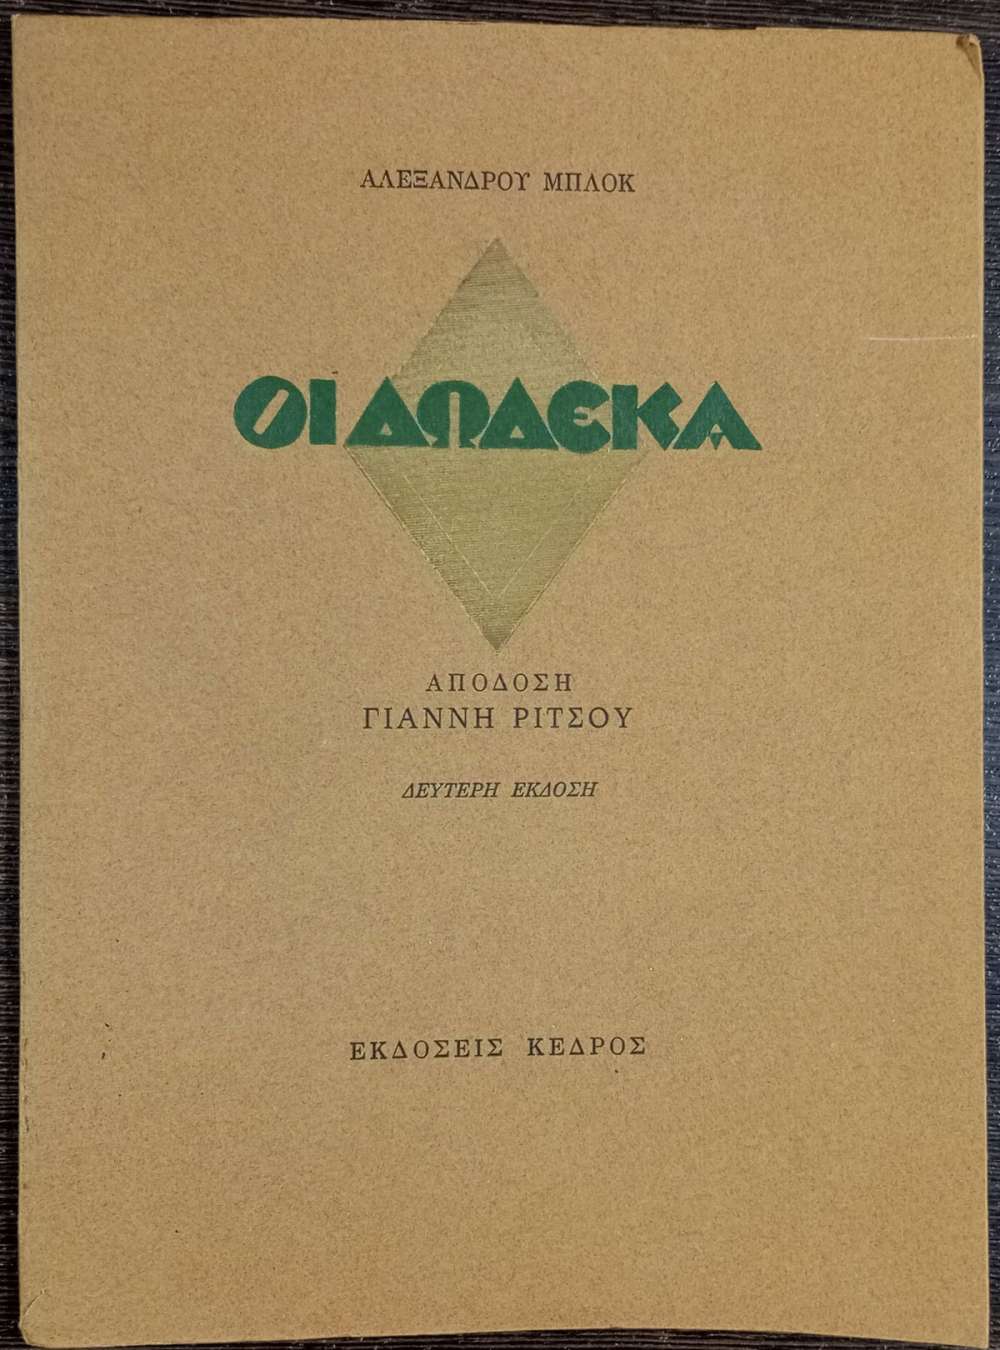 ΑΛΕΞΑΝΔΡΟΥ ΜΠΛΟΚ
ΟΙ ΔΩΔΕΚΑ
ΑΠΟΔΟΣΗ
ΓΙΑΝΝΗ ΡΙΤΣΟΥ
ΔΕΥΤΕΡΗ ΕΚΔΟΣΗ
ΕΚΔΟΣΕΙΣ ΚΕΔΡΟΣ